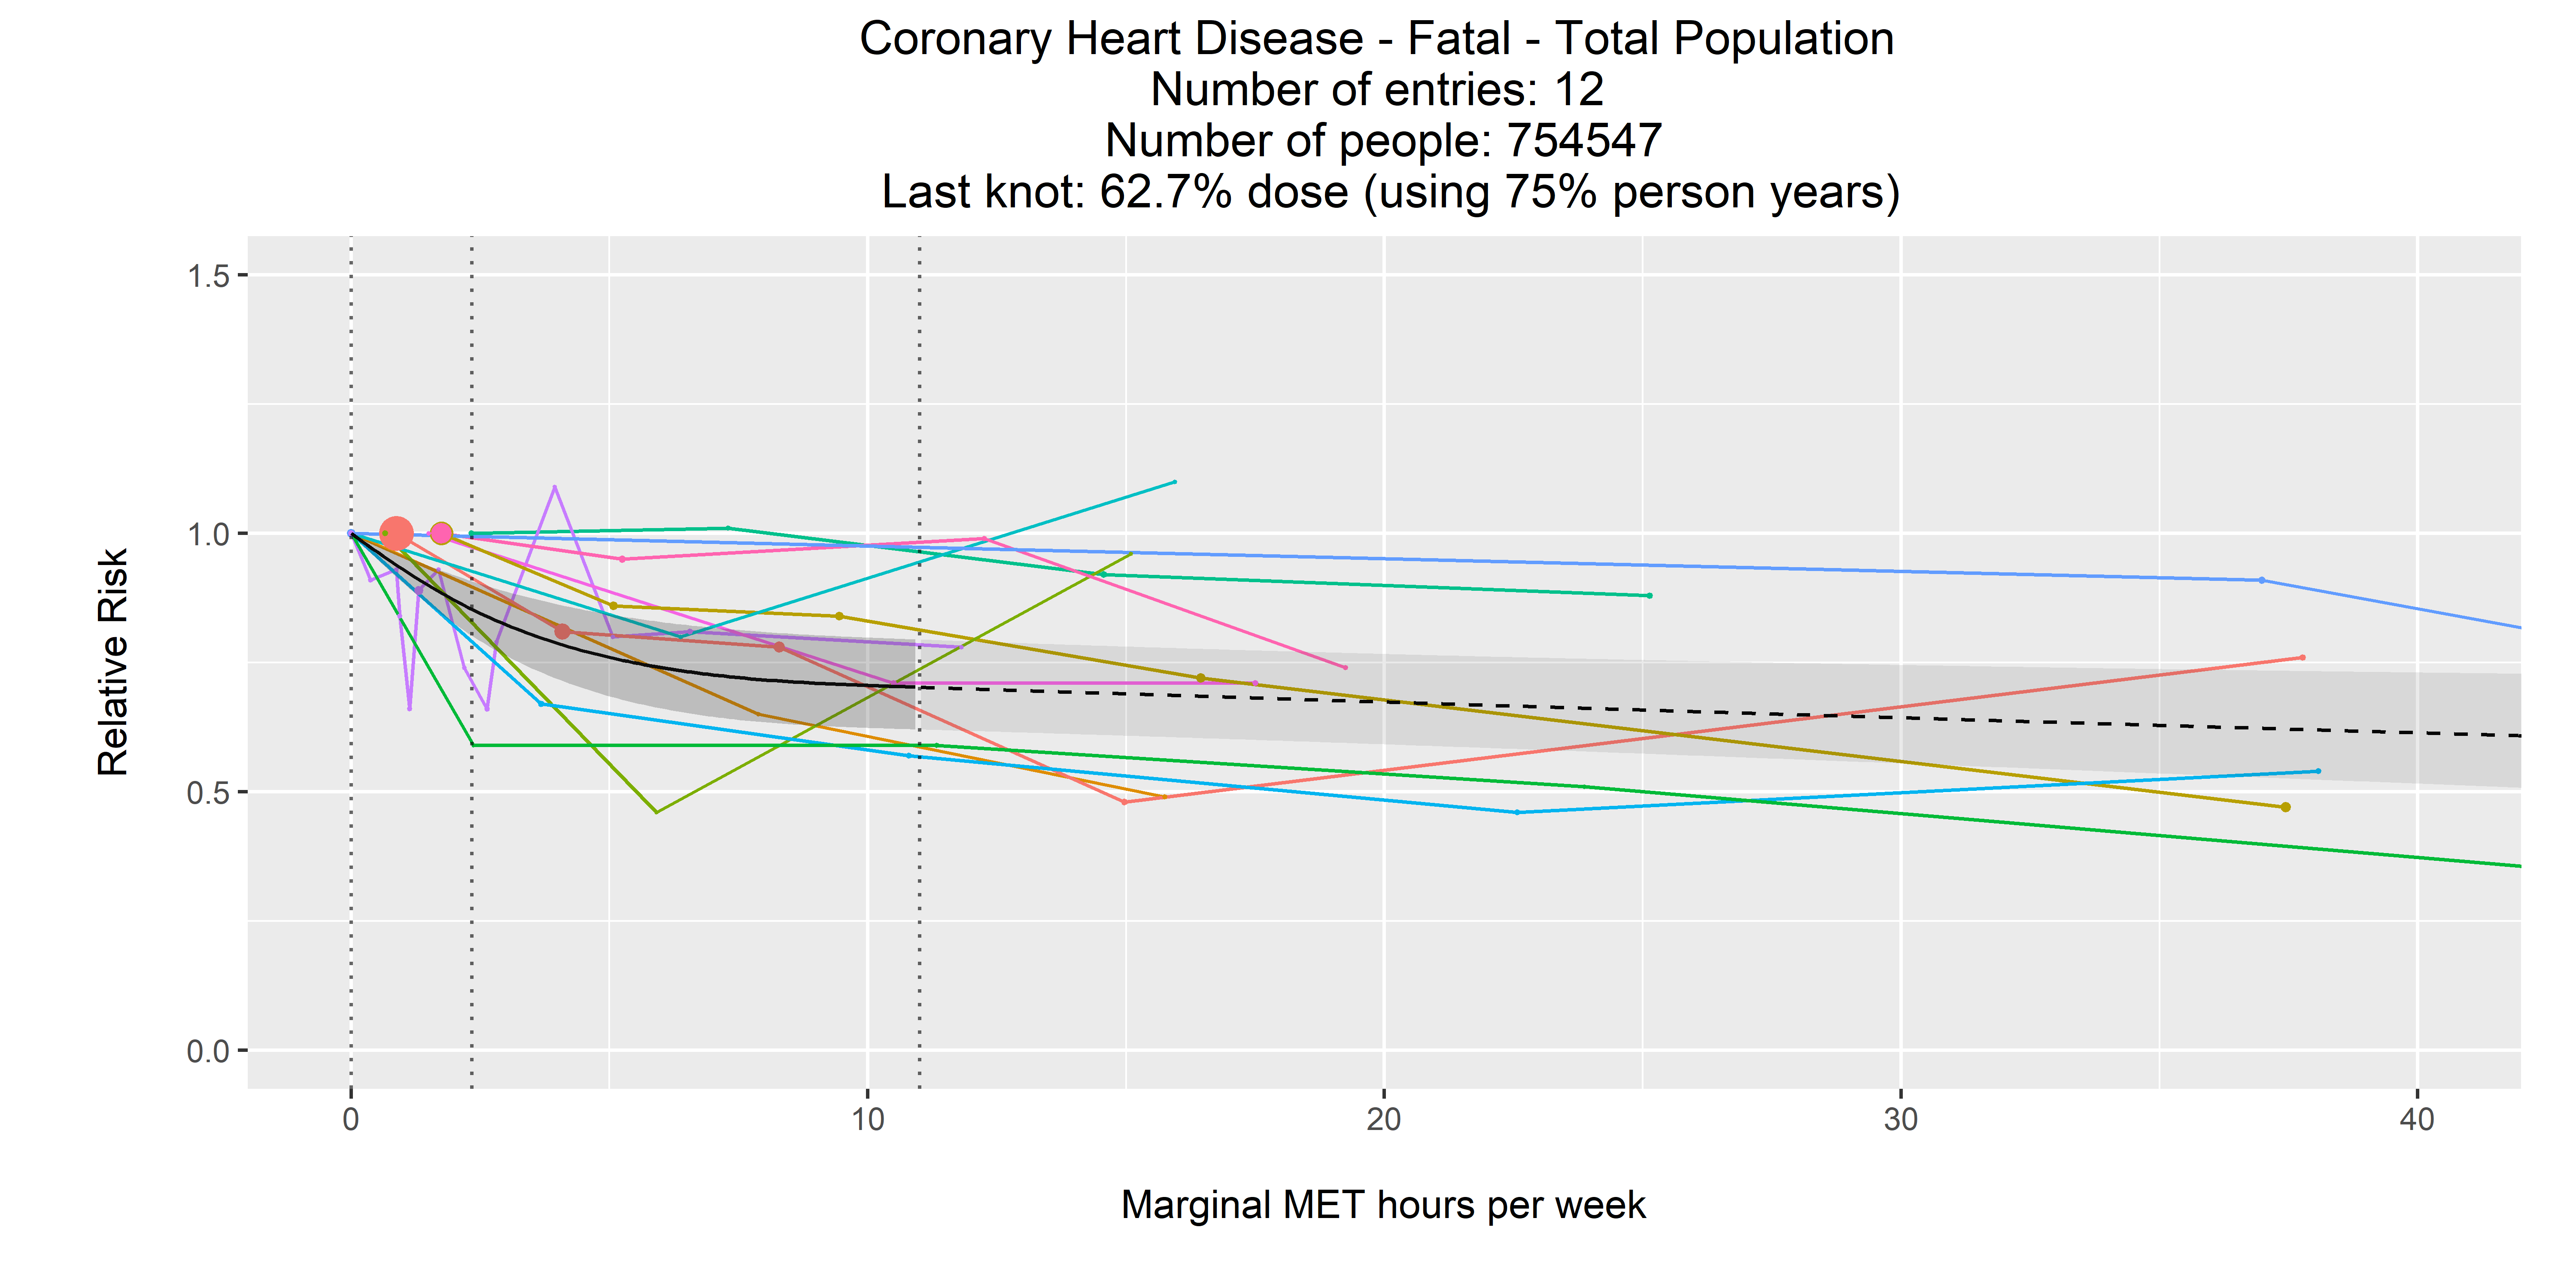 Coronary Heart Disease - Fatal - Total Population
Number of entries: 12
Number of people: 754547
Last knot: 62.7% dose (using 75% person years)
1.5
1.0
0.5
0.0
Relative Risk
0 10 20 30 40
Marginal MET hours per week